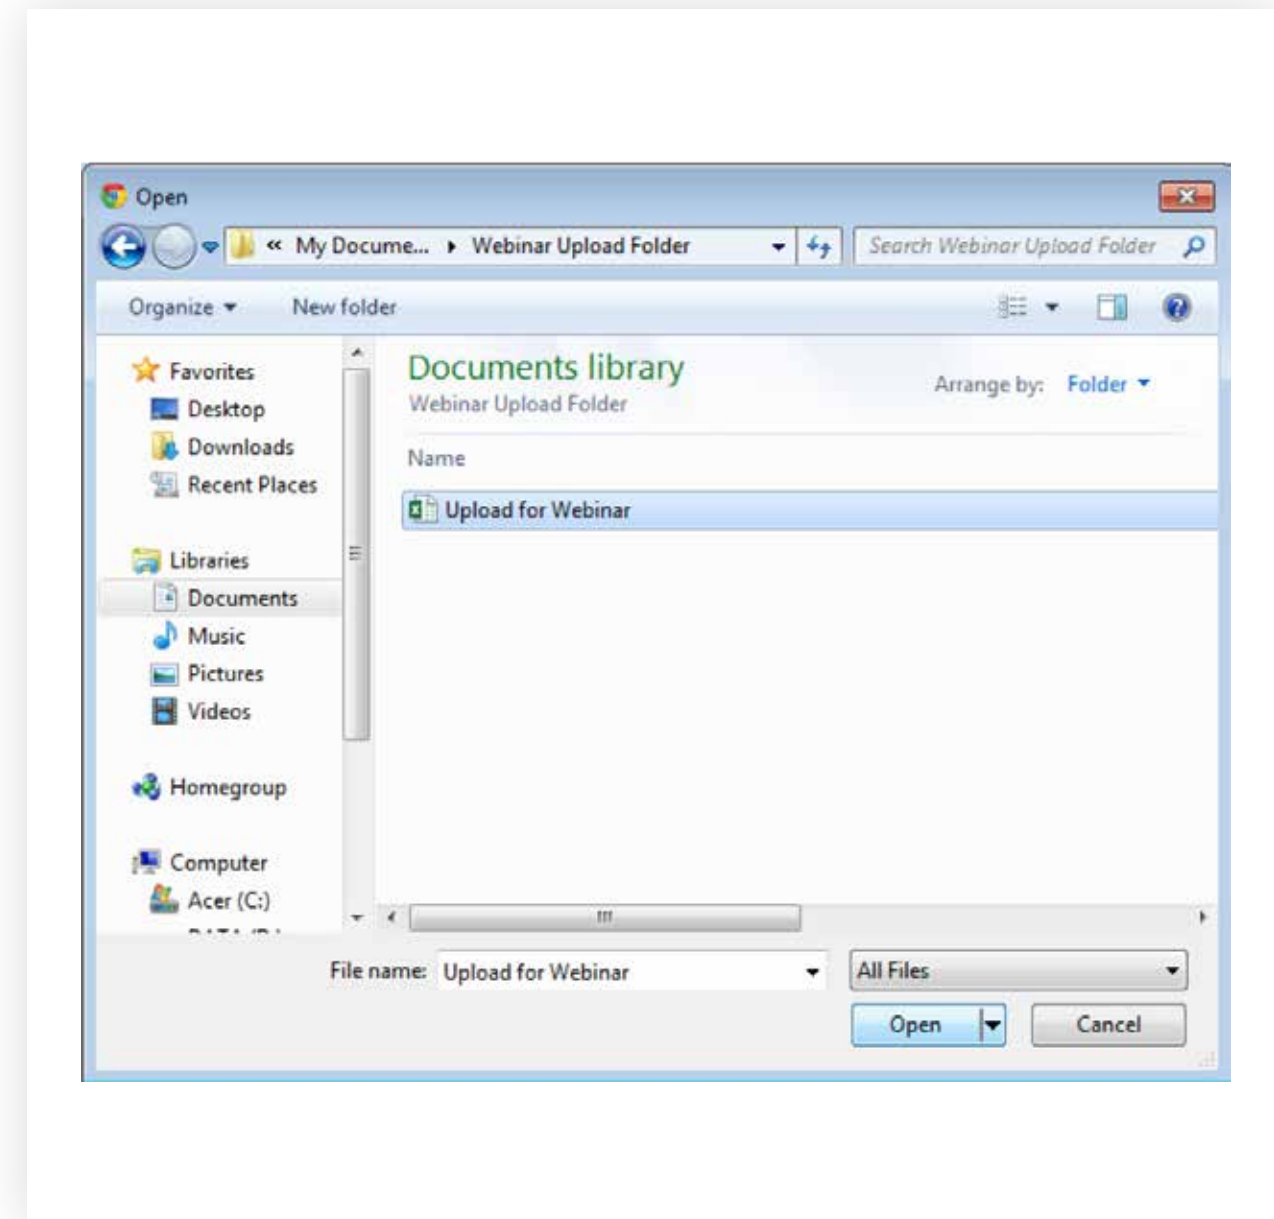 Open
« My Docume... Webinar Upload Folder
Search Webinar Upload Folder
Organize
New folder
Favorites
Desktop
Downloads
Recent Places
Libraries
Documents
Music
Pictures
Videos
Homegroup
Computer
Acer (C:)
Documents library
Webinar Upload Folder
Arrange by: Folder
Name
Upload for Webinar
File name: Upload for Webinar
All Files
Open
Cancel